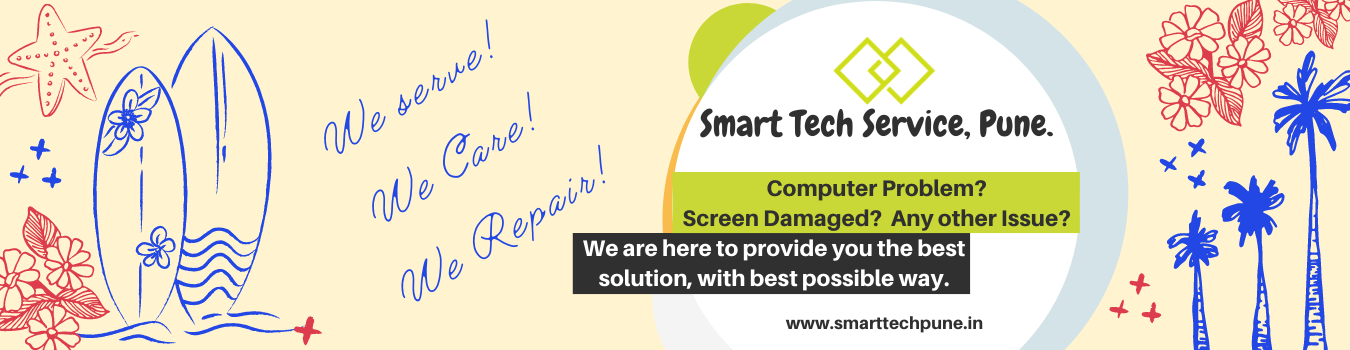 We serve!
We Care!
We Repair!
Smart Tech Service, Pune.
Computer Problem?
Screen Damaged? Any other Issue?
We are here to provide you the best
solution, with best possible way.
www.smarttechpune.in